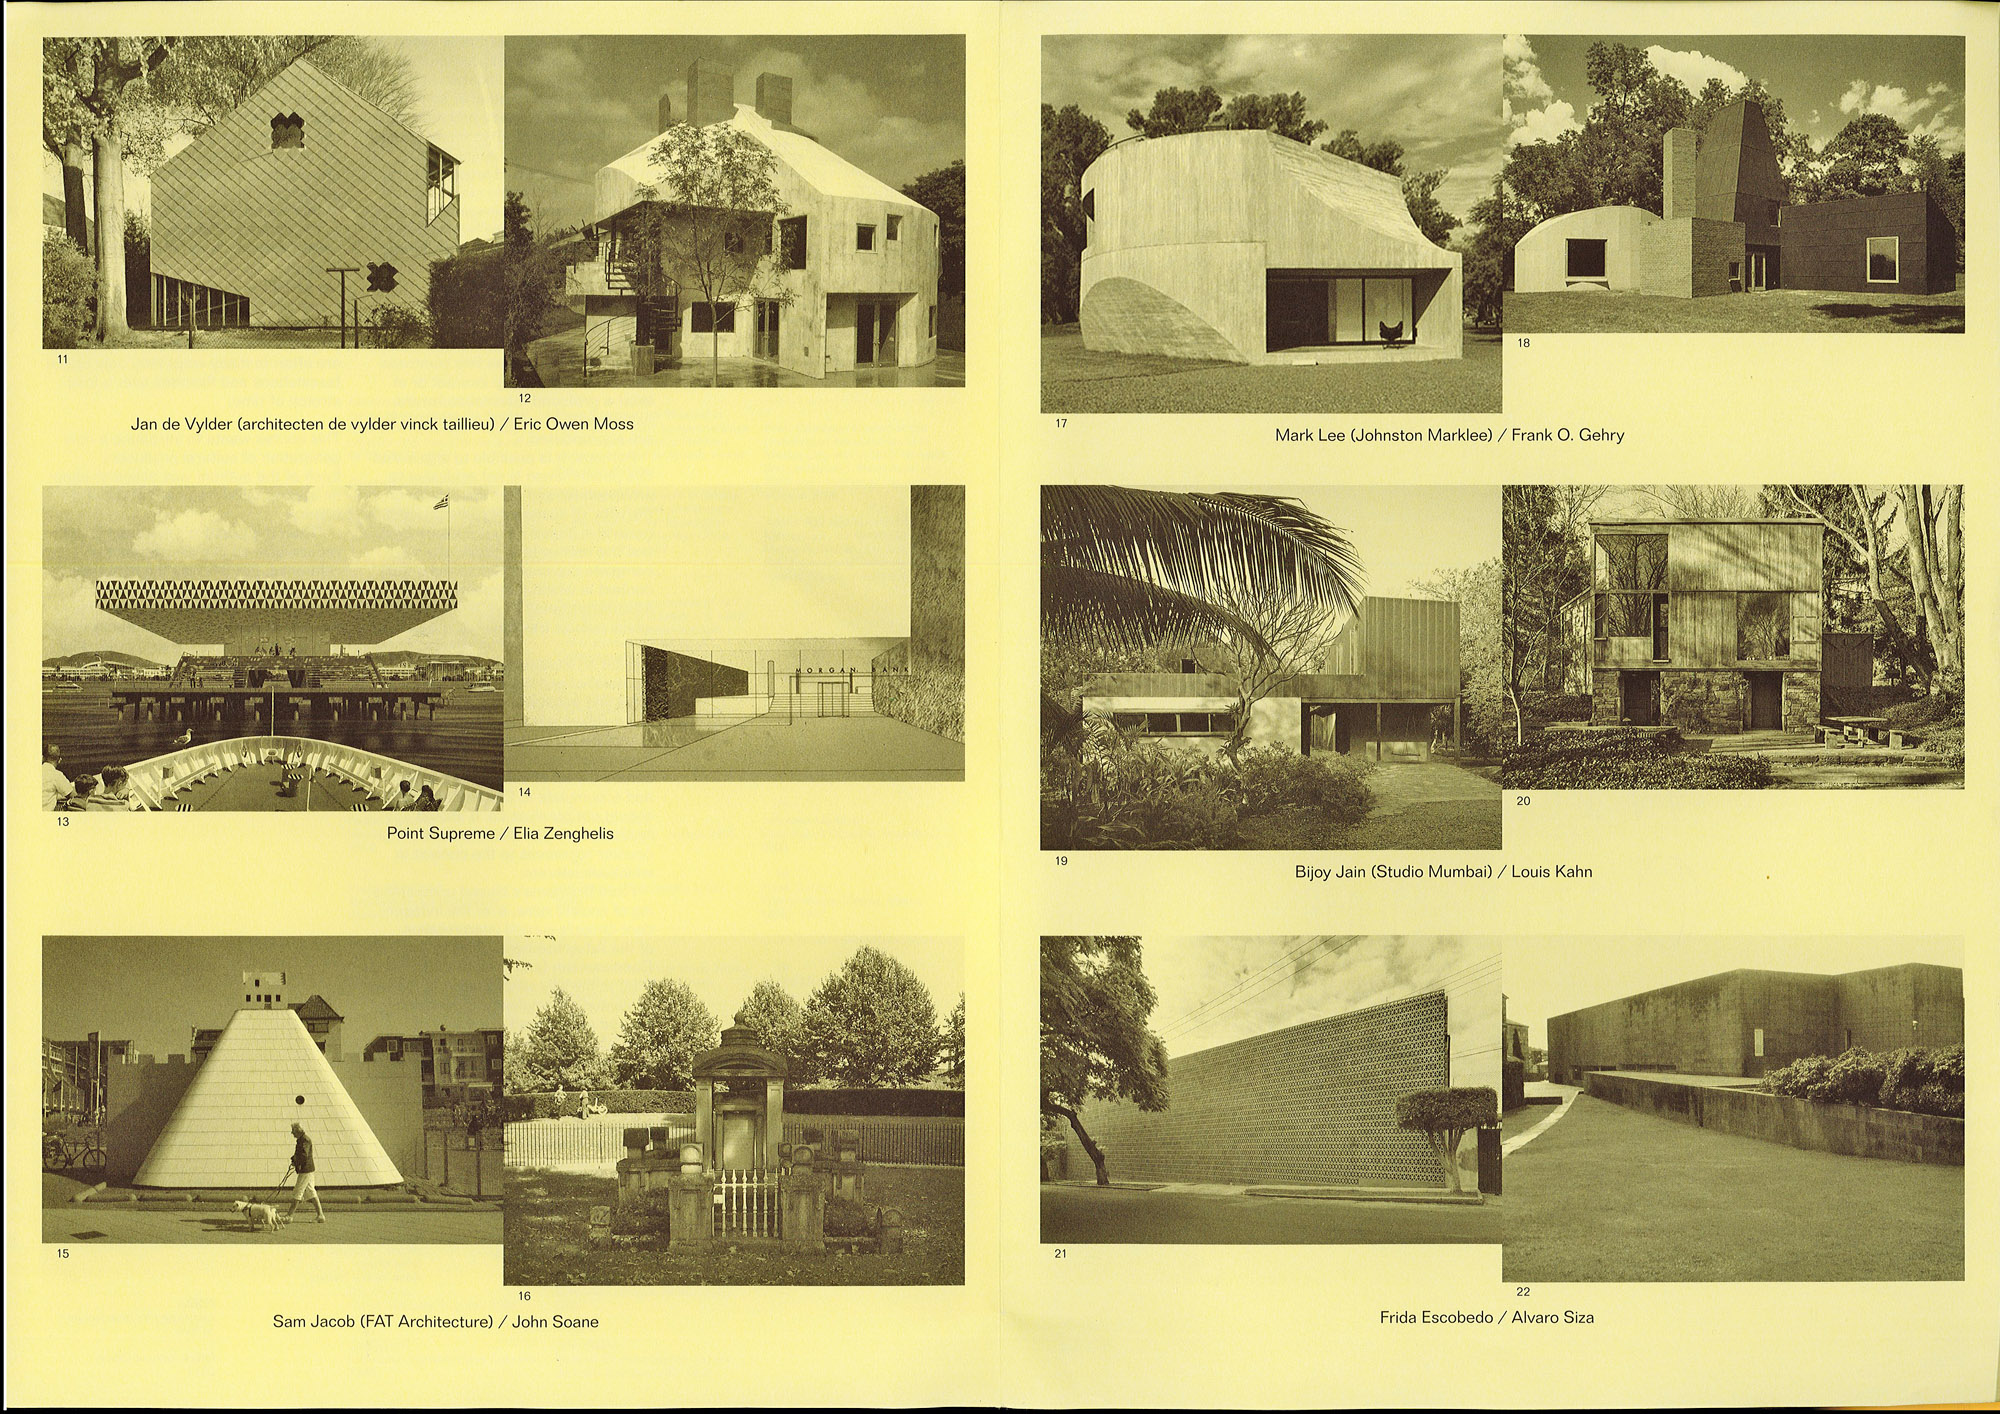 11
12
Jan de Vylder (architecten de vylder vinck taillieu) / Eric Owen Moss
MORGAN BANK
13
14
Point Supreme / Elia Zenghelis
15
16
Sam Jacob (FAT Architecture) / John Soane
17
18
Mark Lee (Johnston Marklee) / Frank O. Gehry
19
20
Bijoy Jain (Studio Mumbai) / Louis Kahn
21
22
Frida Escobedo / Alvaro Siza